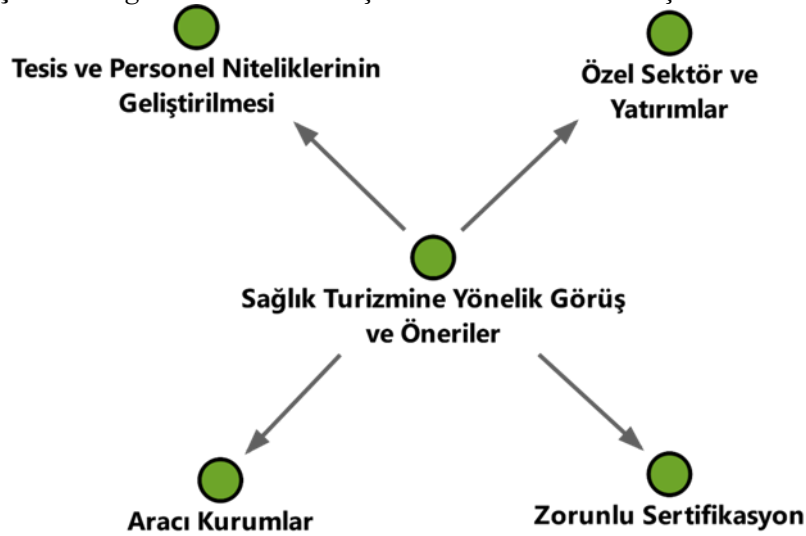 Tesis ve Personel Niteliklerinin
Geliştirilmesi
Özel Sektör ve
Yatırımlar
Sağlık Turizmine Yönelik Görüş
ve Öneriler
Aracı Kurumlar
Zorunlu Sertifikasyon